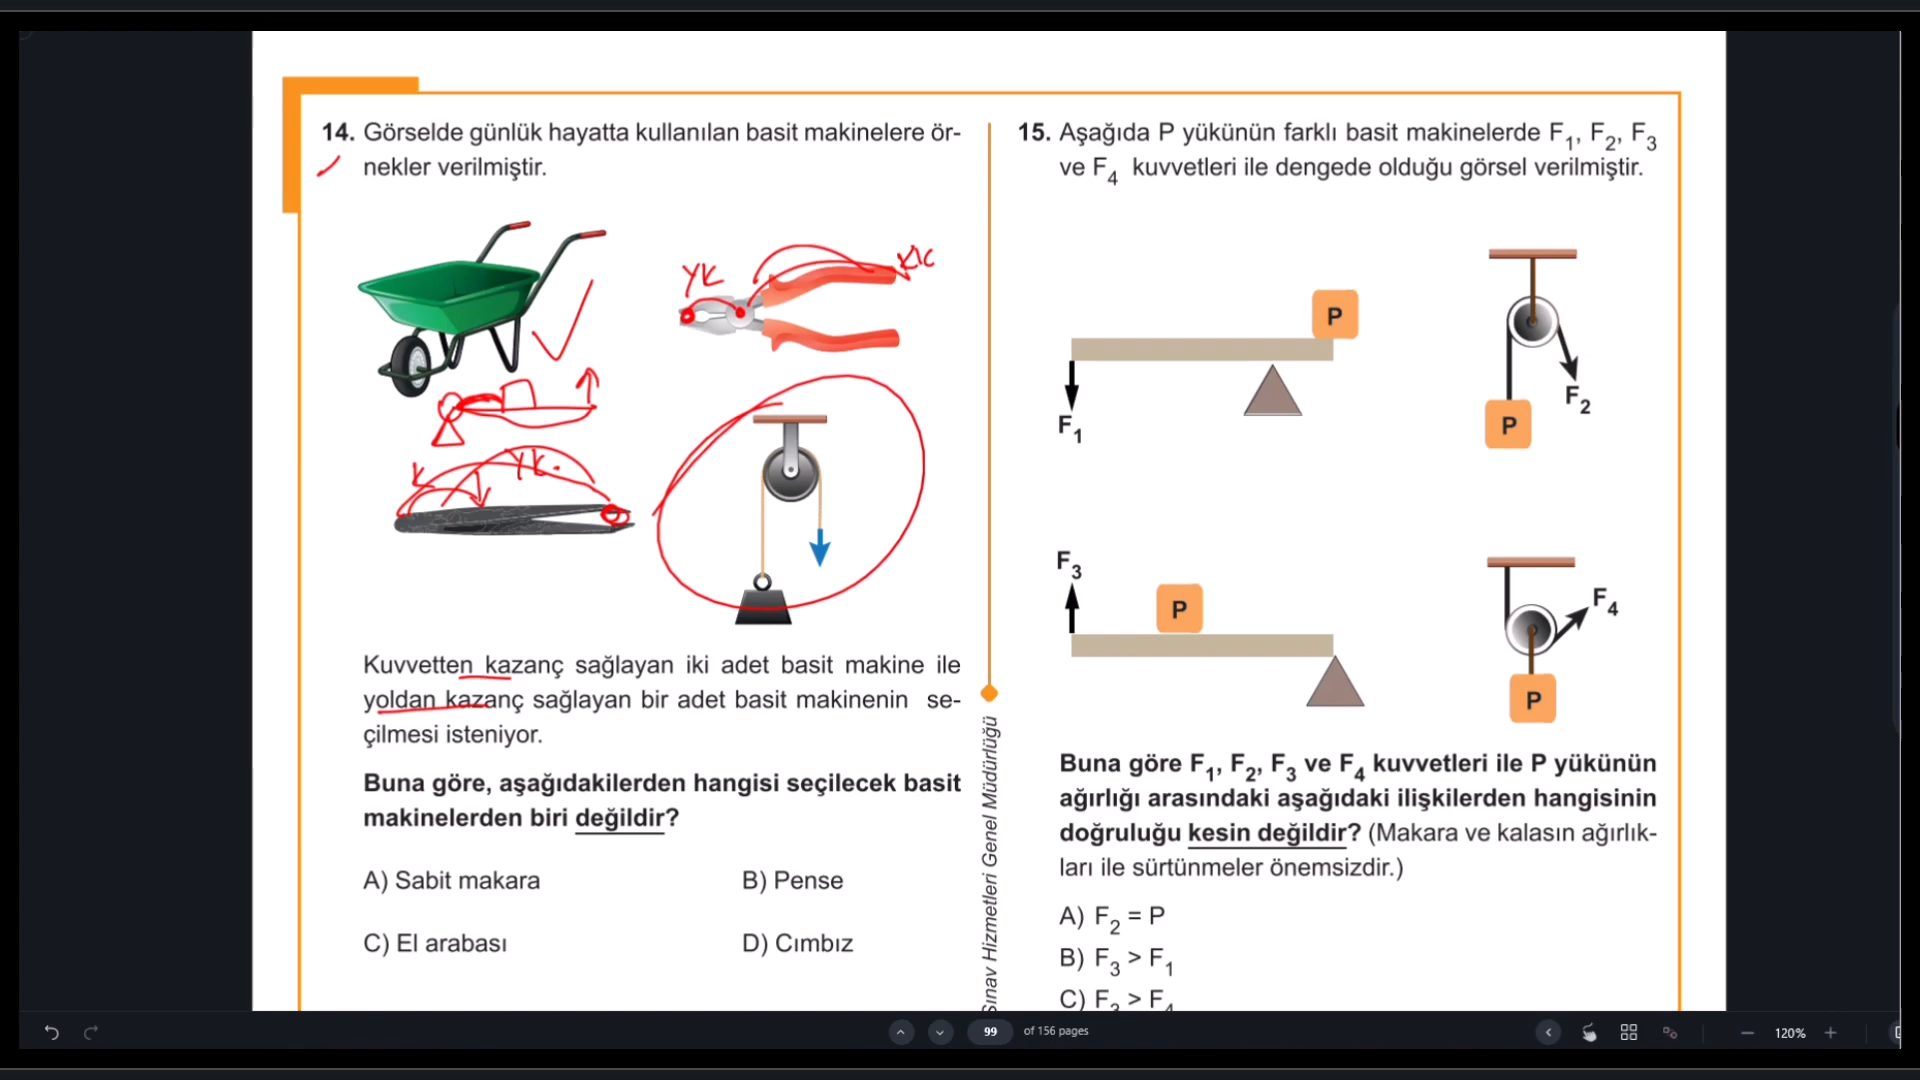 14. Görselde günlük hayatta kullanılan basit makinelere ör-
nekler verilmiştir.
YK
KK
K
YK.
Kuvvetten kazanç sağlayan iki adet basit makine ile
yoldan kazanç sağlayan bir adet basit makinenin se-
çilmesi isteniyor.
Buna göre, aşağıdakilerden hangisi seçilecek basit
makinelerden biri değildir?
A) Sabit makara
B) Pense
C) El arabası
D) Cımbız
Sınav Hizmetleri Genel Müdürlüğü
15. Aşağıda P yükünün farklı basit makinelerde F₁, F₂, F₃
ve F₄ kuvvetleri ile dengede olduğu görsel verilmiştir.
P
F₁
F₂
P
F₃
P
F₄
P
Buna göre F₁, F₂, F₃ ve F₄ kuvvetleri ile P yükünün
ağırlığı arasındaki aşağıdaki ilişkilerden hangisinin
doğruluğu kesin değildir? (Makara ve kalasın ağırlık-
ları ile sürtünmeler önemsizdir.)
A) F₂ = P
B) F₃ > F₁
C) F₂ > F₄
99 of 156 pages
120%